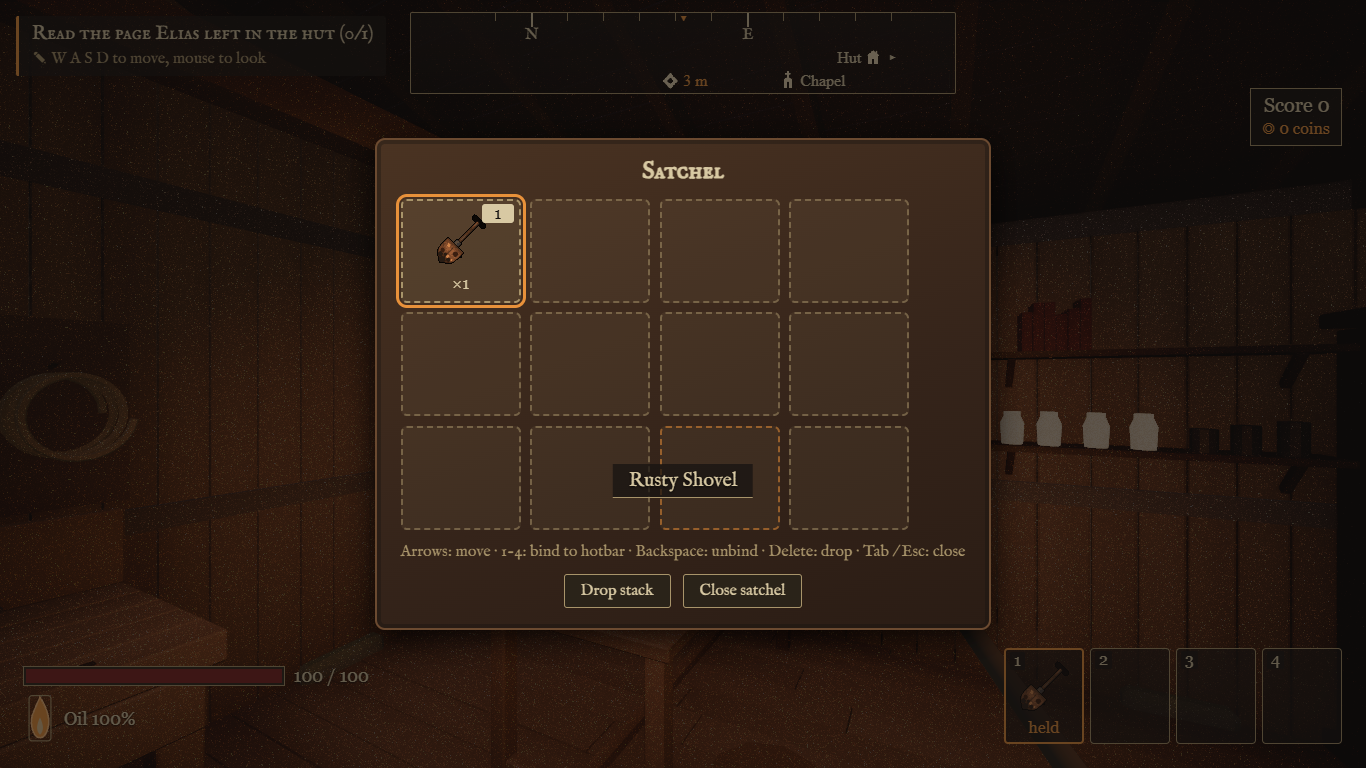 Read the page Elias left in the hut (0/1)
W A S D to move, mouse to look
N
E
Hut
3 m
Chapel
Score 0
0 coins
Satchel
1
×1
Rusty Shovel
Arrows: move · 1-4: bind to hotbar · Backspace: unbind · Delete: drop · Tab / Esc: close
Drop stack
Close satchel
100 / 100
Oil 100%
1
2
3
4
held